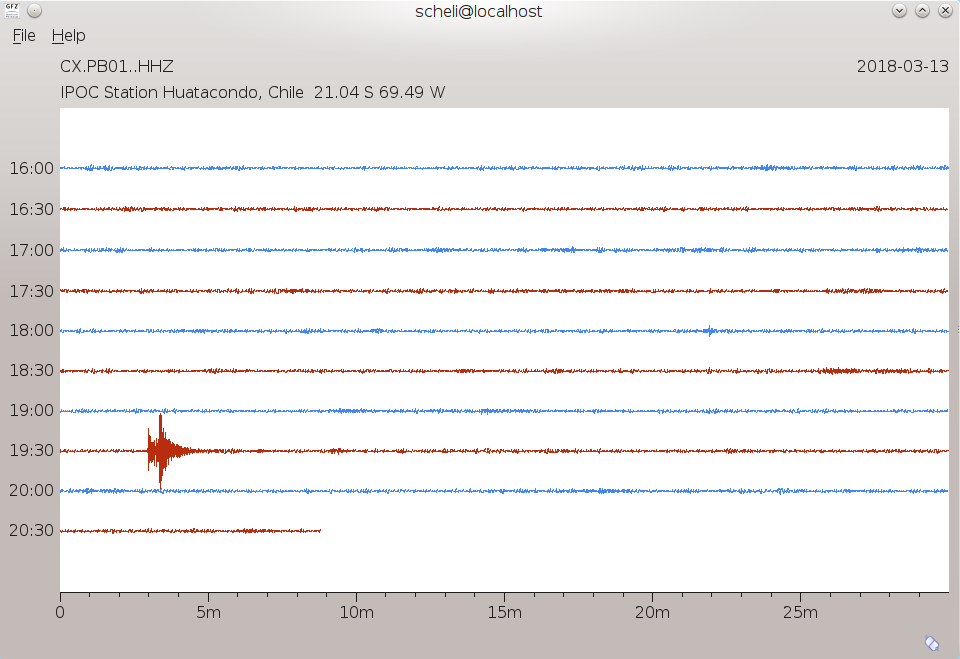 GFZ
scheli@localhost
File Help
CX.PB01..HHZ 2018-03-13
IPOC Station Huatacondo, Chile 21.04 S 69.49 W
16:00
16:30
17:00
17:30
18:00
18:30
19:00
19:30
20:00
20:30
0 5m 10m 15m 20m 25m